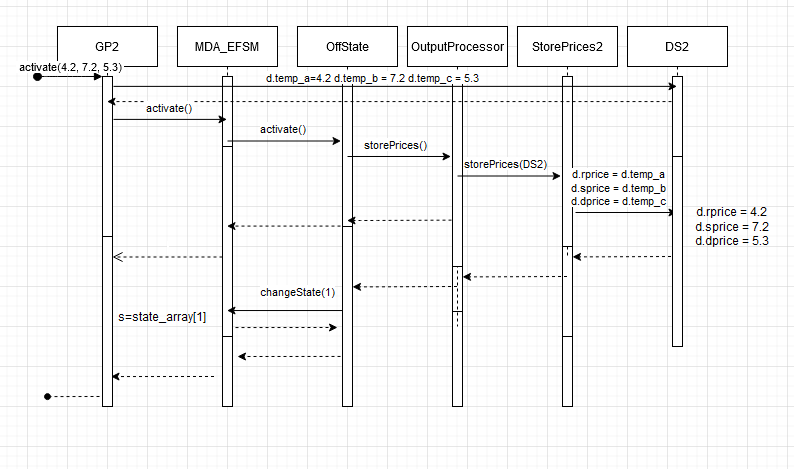 GP2
MDA_EFSM
OffState
OutputProcessor
StorePrices2
DS2
activate(4.2, 7.2, 5.3)
d.temp_a=4.2 d.temp_b = 7.2 d.temp_c = 5.3
activate()
activate()
storePrices()
storePrices(DS2)
d.rprice = d.temp_a
d.sprice = d.temp_b
d.dprice = d.temp_c
d.rprice = 4.2
d.sprice = 7.2
d.dprice = 5.3
changeState(1)
s=state_array[1]